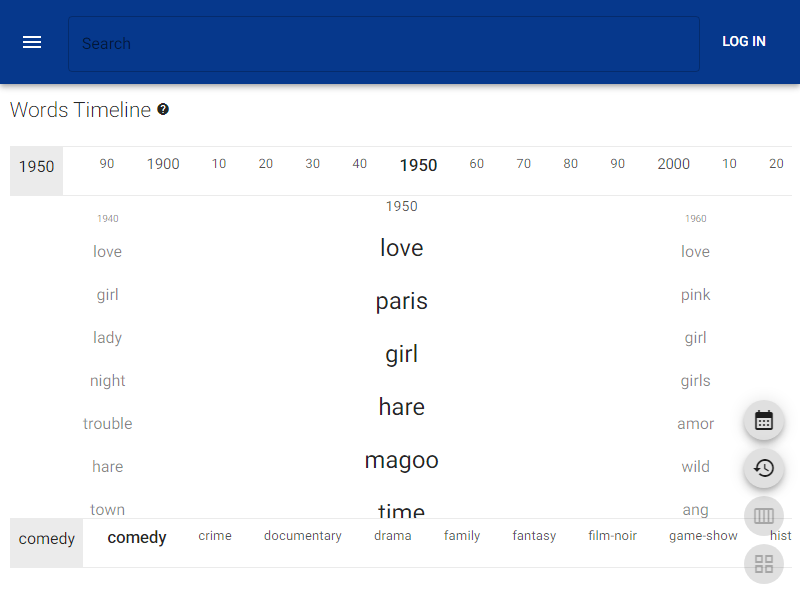 Search
LOG IN
Words Timeline
1950 90 1900 10 20 30 40 1950 60 70 80 90 2000 10 20
1940 1950 1960
love love love
girl paris pink
lady girl girl
night hare girls
trouble magoo amor
hare time wild
town ang
comedy comedy crime documentary drama family fantasy film-noir game-show hist